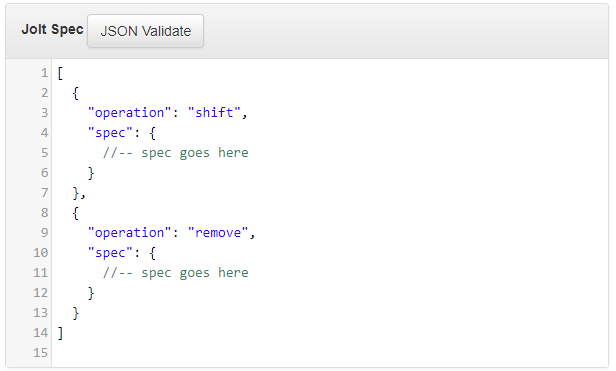 Jolt Spec JSON Validate
1 [
2 {
3 "operation": "shift",
4 "spec": {
5 //-- spec goes here
6 }
7 },
8 {
9 "operation": "remove",
10 "spec": {
11 //-- spec goes here
12 }
13 }
14 ]
15